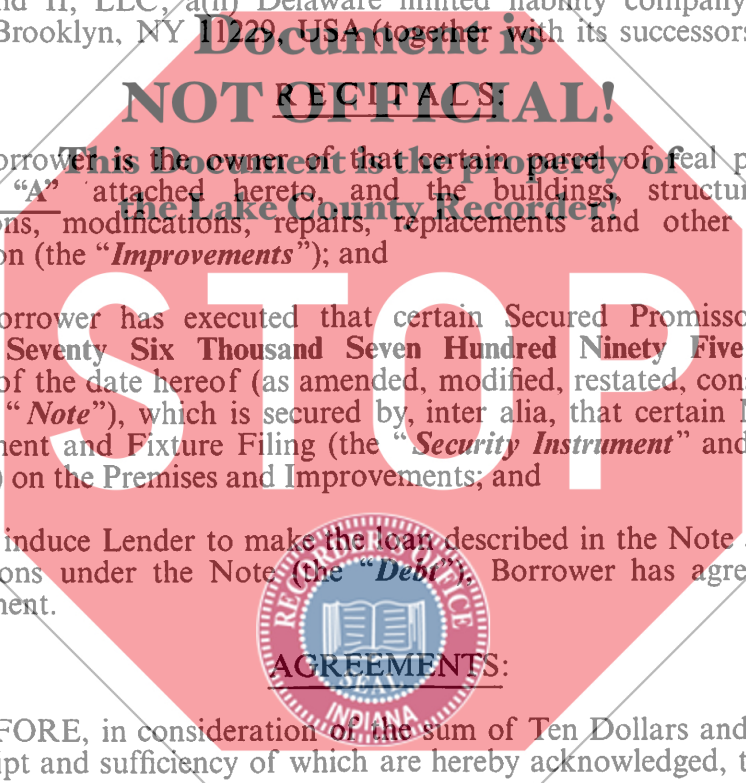 nd II, LLC, a(n) Delaware limited liability company
Brooklyn, NY 11229, USA (together with its successors
Document is
NOT OFFICIAL!
RECITALS:
This Document is the property of
the Lake County Recorder!
orrower is the owner of that certain parcel of real p
"A" attached hereto, and the buildings, structur
ons, modifications, repairs, replacements and other
on (the "Improvements"); and
STOP
orrower has executed that certain Secured Promisso
Seventy Six Thousand Seven Hundred Ninety Five
of the date hereof (as amended, modified, restated, con
"Note"), which is secured by, inter alia, that certain
ment and Fixture Filing (the "Security Instrument" and
) on the Premises and Improvements; and
induce Lender to make the loan described in the Note
ons under the Note (the "Debt"), Borrower has agre
ment.
RECORDER'S OFFICE
SEAL
INDIANA
AGREEMENTS:
FORE, in consideration of the sum of Ten Dollars and
ipt and sufficiency of which are hereby acknowledged, t